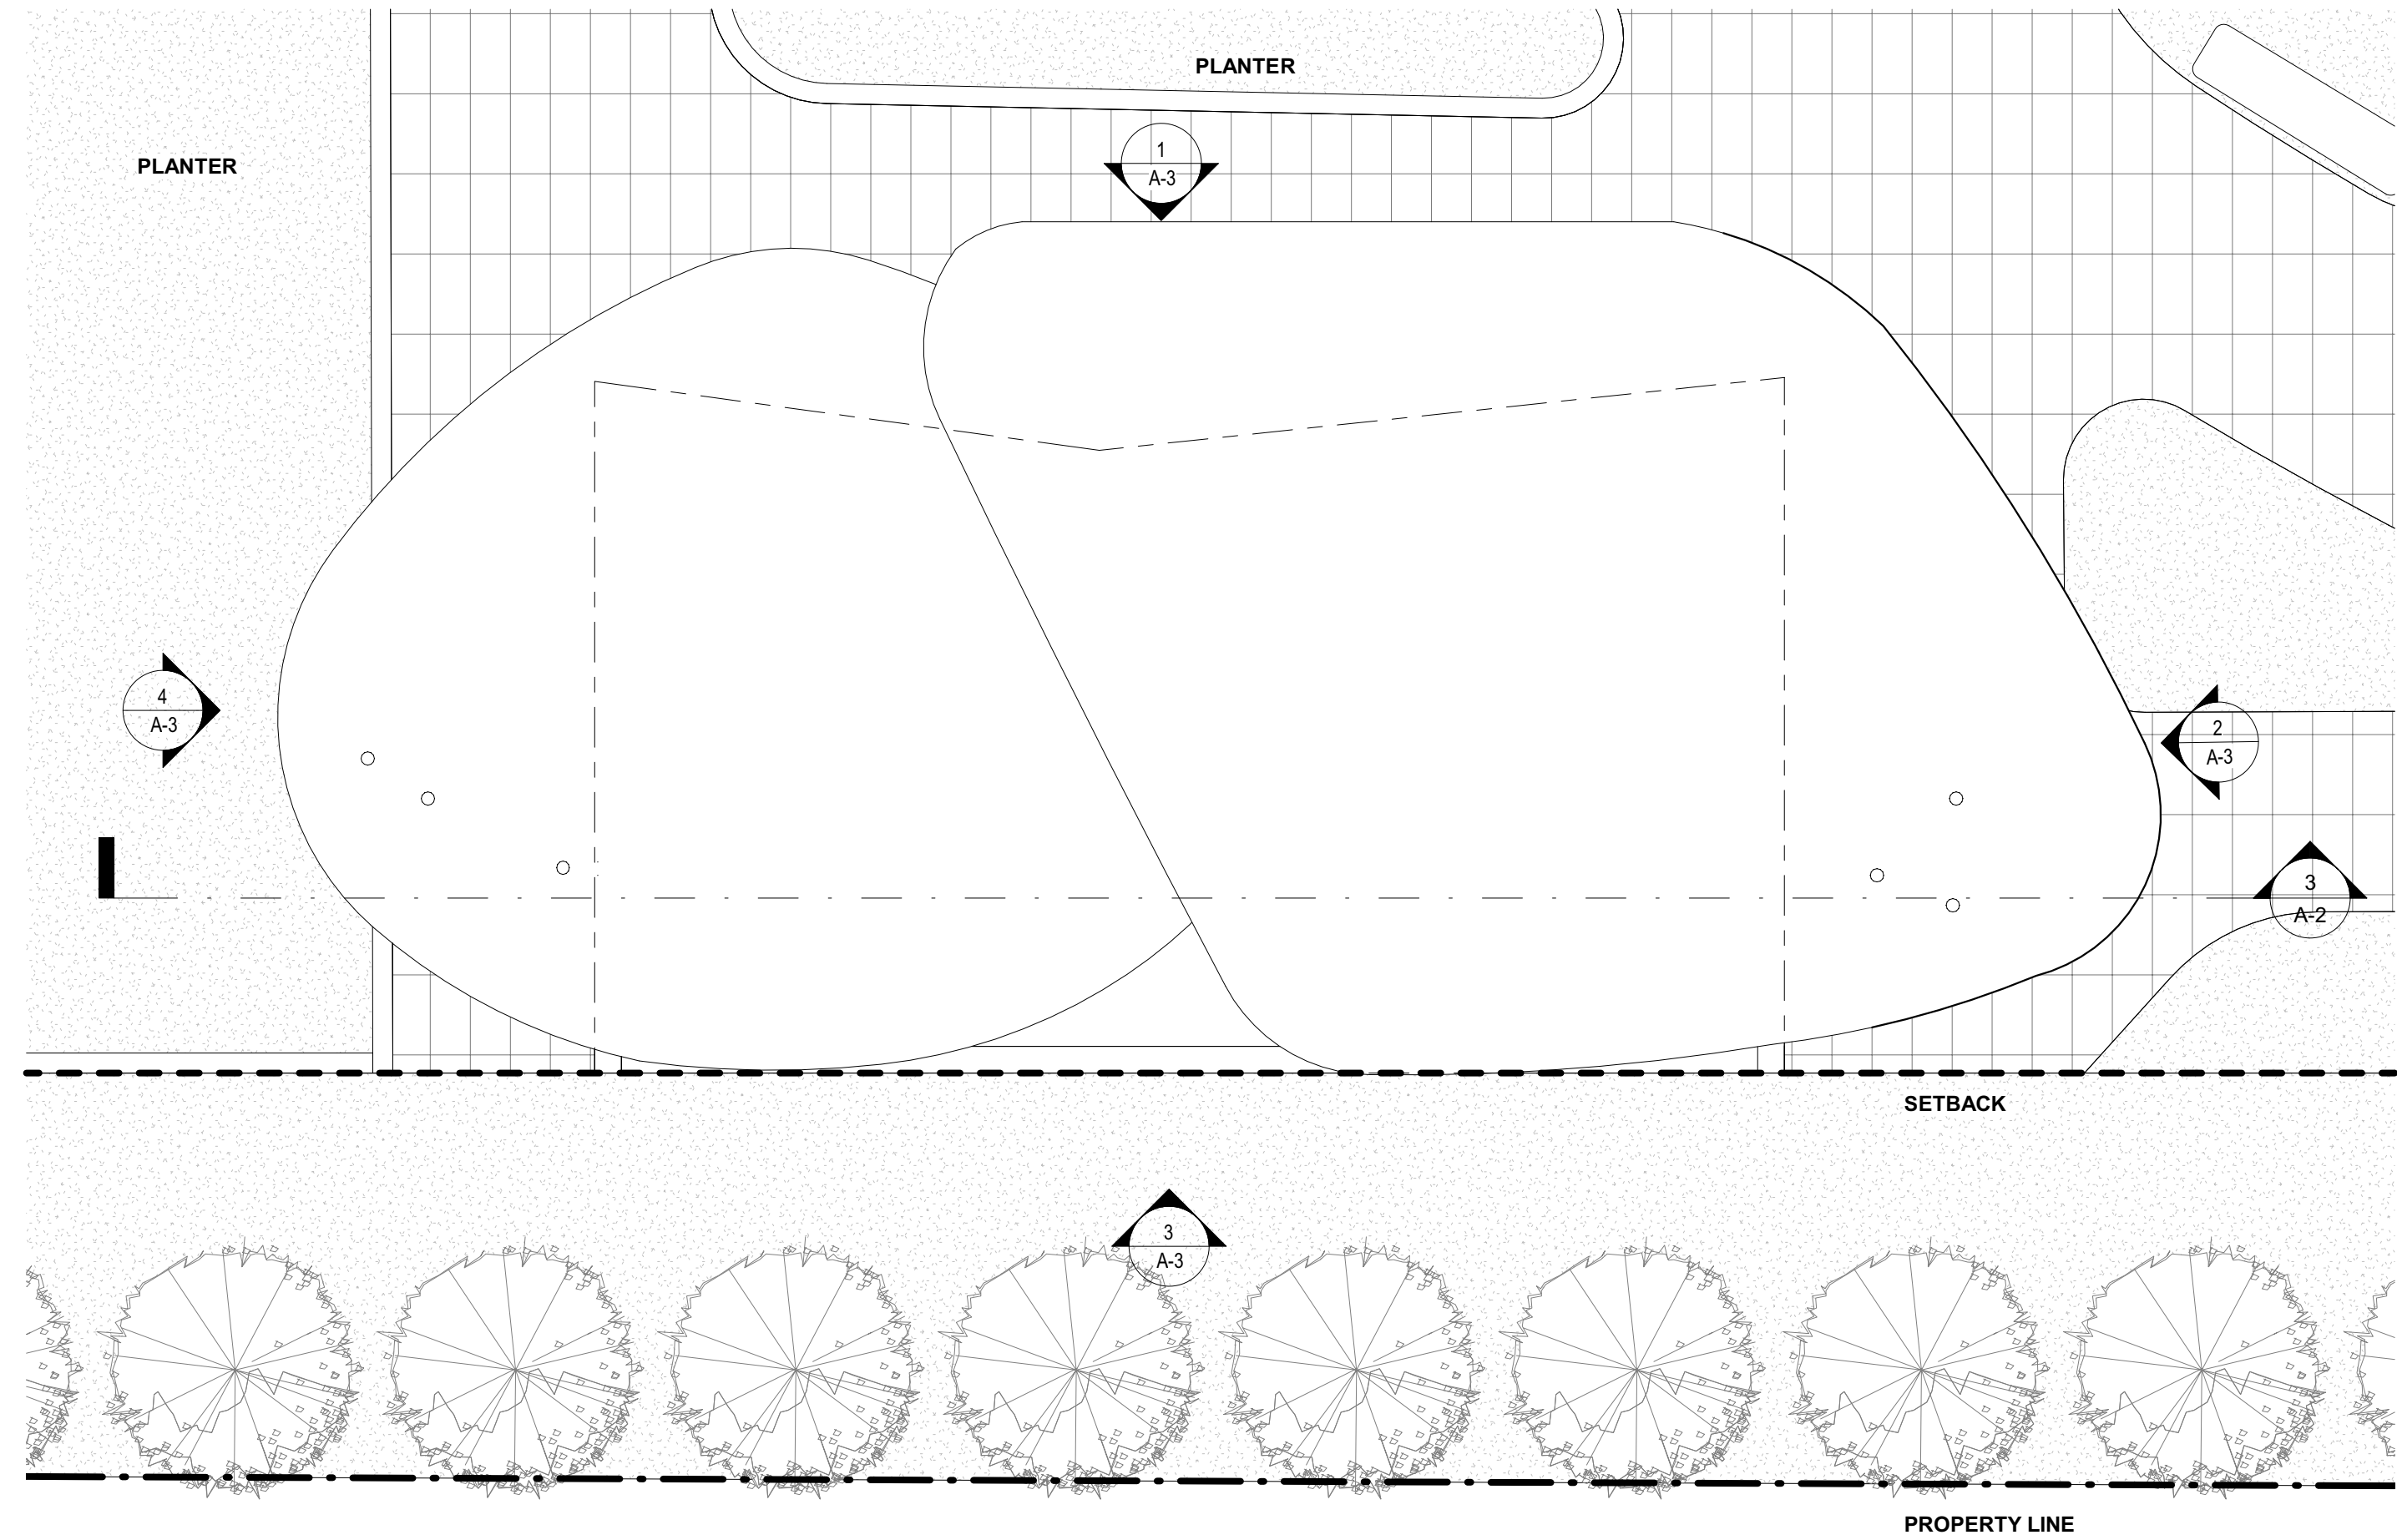 PLANTER
PLANTER
1
A-3
4
A-3
2
A-3
3
A-2
SETBACK
3
A-3
PROPERTY LINE